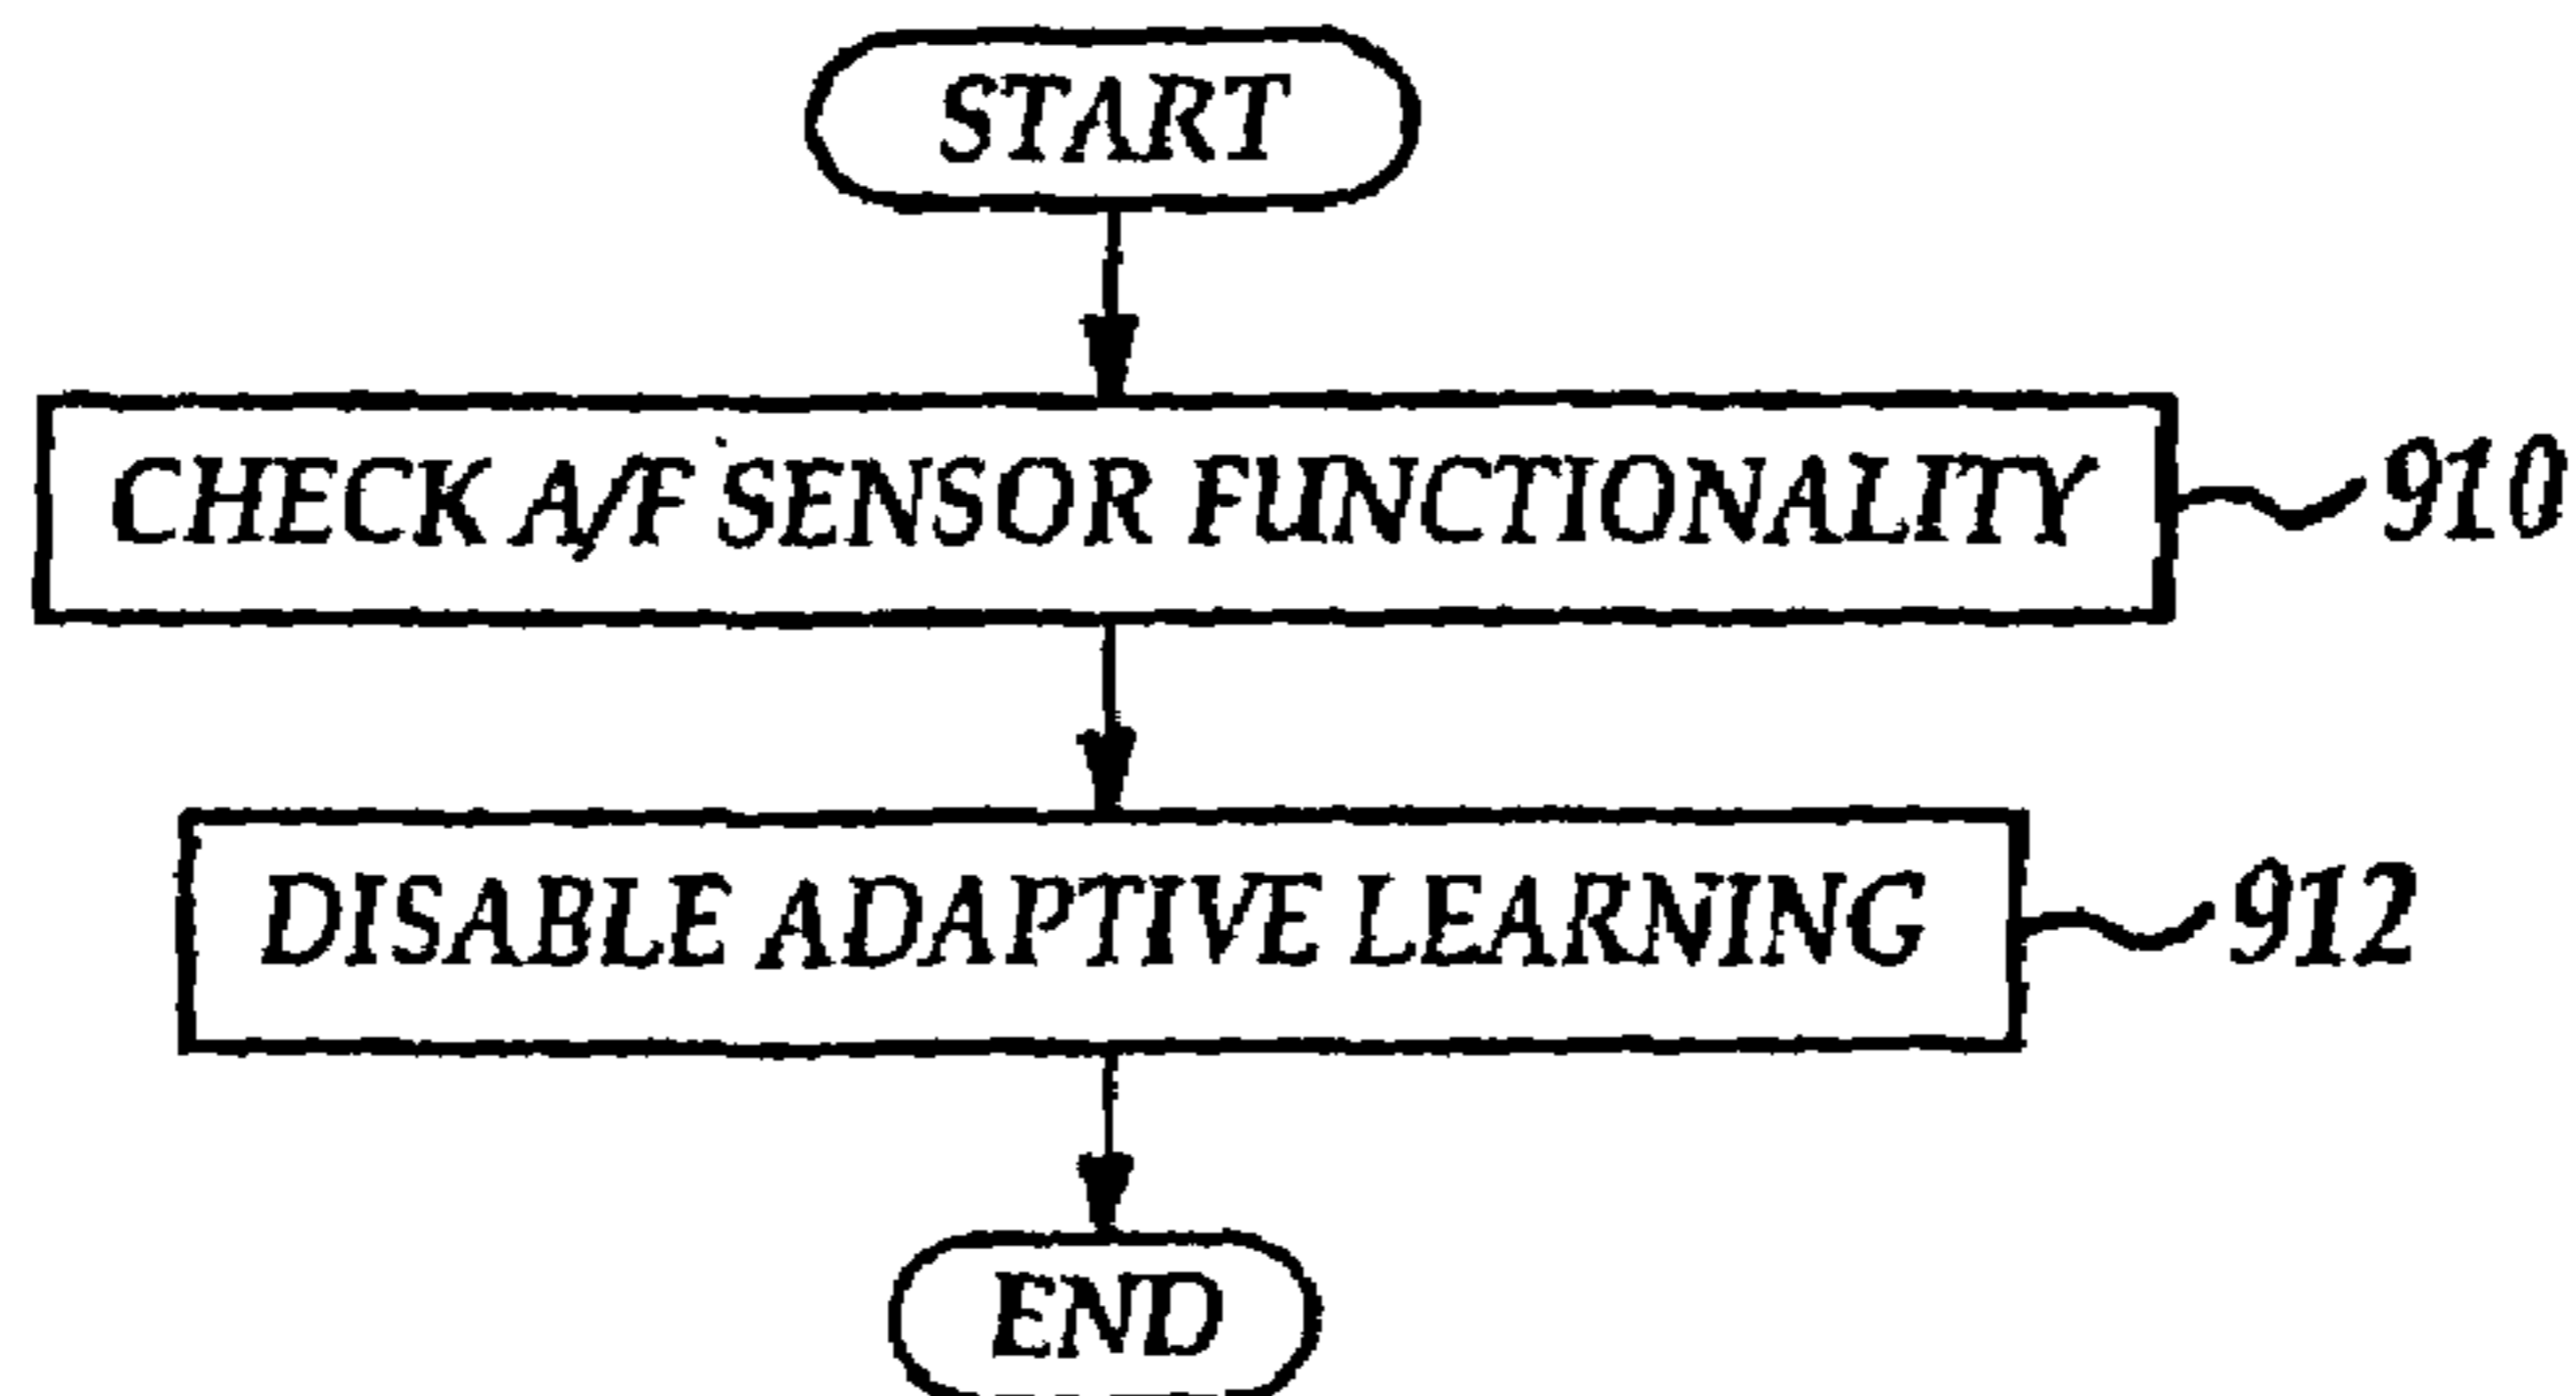 START
CHECK A/F SENSOR FUNCTIONALITY
910
DISABLE ADAPTIVE LEARNING
912
END